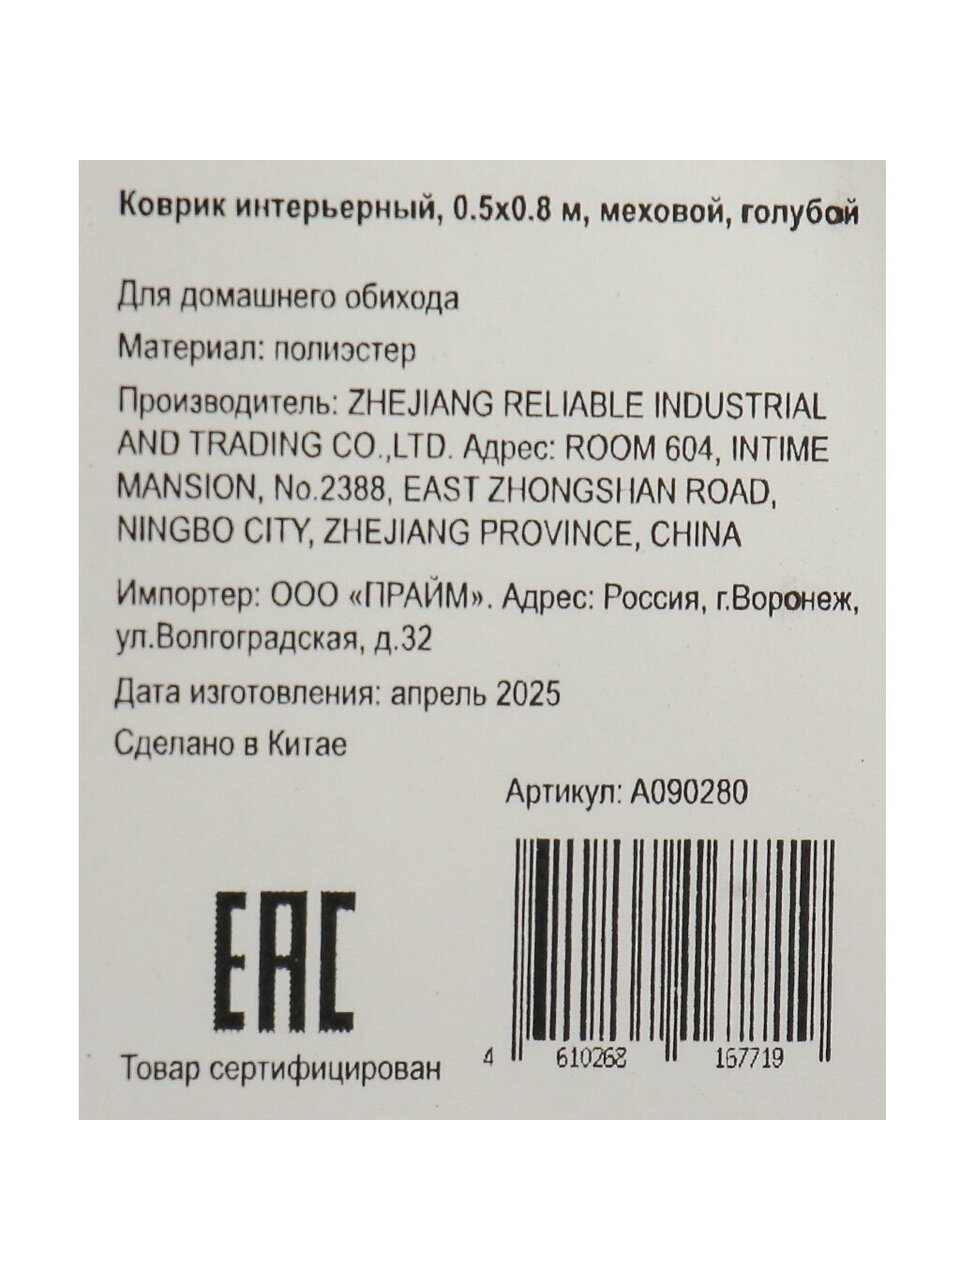 Коврик интерьерный, 0.5х0.8 м, меховой, голубой
Для домашнего обихода
Материал: полиэстер
Производитель: ZHEJIANG RELIABLE INDUSTRIAL
AND TRADING CO.,LTD. Адрес: ROOM 604, INTIME
MANSION, No.2388, EAST ZHONGSHAN ROAD,
NINGBO CITY, ZHEJIANG PROVINCE, CHINA
Импортер: ООО «ПРАЙМ». Адрес: Россия, г.Воронеж,
ул.Волгоградская, д.32
Дата изготовления: апрель 2025
Сделано в Китае
Артикул: А090280
ЕАС
Товар сертифицирован
4 610268 167719